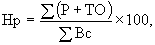 Нр = ∑(Р + ТО) / ∑Вс ×100,